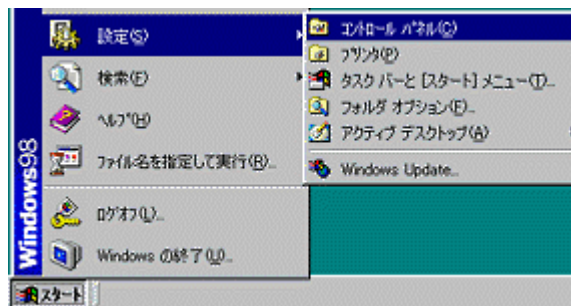 設定(S)
検索(F)
ﾍﾙﾌﾟ(H)
ﾌｧｲﾙ名を指定して実行(R)...
ﾛｸﾞｵﾌ(L)...
Windows の終了(U)...
Windows98
スタート
ｺﾝﾄﾛｰﾙ ﾊﾟﾈﾙ(C)
ﾌﾟﾘﾝﾀ(P)
タスク バーと [スタート] メニュー(T)...
フォルダ オプション(F)...
アクティブ デスクトップ(A)
Windows Update...